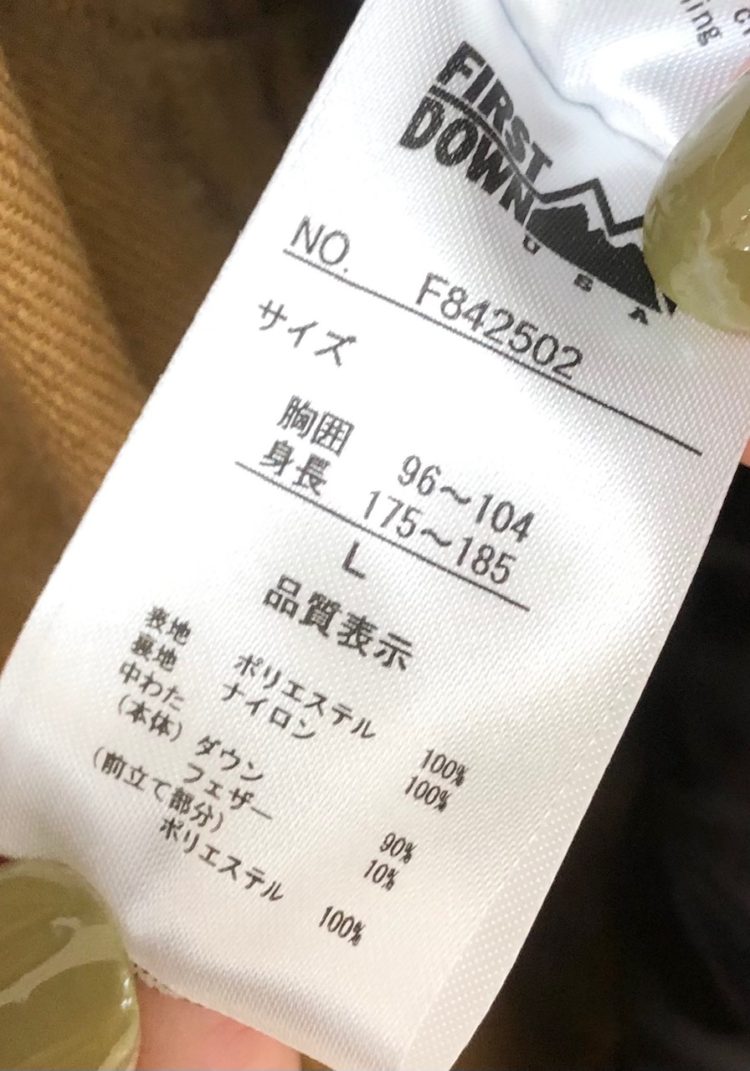 FIRST
DOWN
USA
NO. F842502
サイズ
胸囲 96～104
身長 175～185
L
品質表示
表地 ポリエステル 100%
裏地 ナイロン 100%
中わた
(本体) ダウン 90%
フェザー 10%
(前立て部分)
ポリエステル 100%